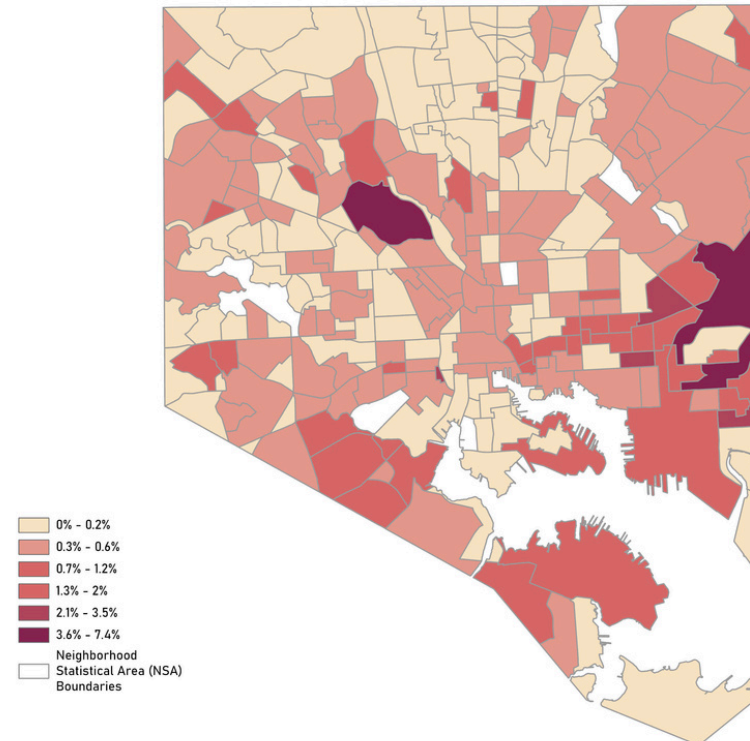 0% - 0.2%
0.3% - 0.6%
0.7% - 1.2%
1.3% - 2%
2.1% - 3.5%
3.6% - 7.4%
Neighborhood
Statistical Area (NSA)
Boundaries